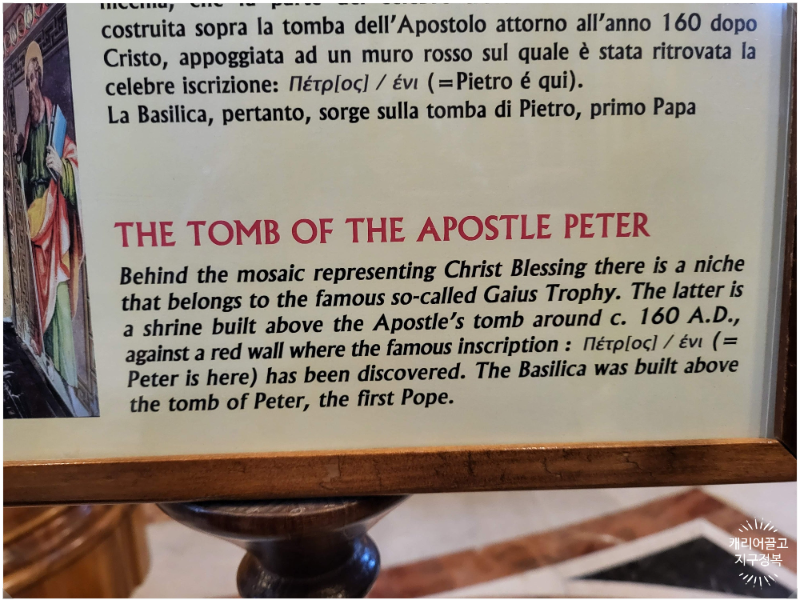 costruita sopra la tomba dell'Apostolo attorno all'anno 160 dopo
Cristo, appoggiata ad un muro rosso sul quale è stata ritrovata la
celebre iscrizione: Πέτρ[ος] / ένι (=Pietro é qui).
La Basilica, pertanto, sorge sulla tomba di Pietro, primo Papa
THE TOMB OF THE APOSTLE PETER
Behind the mosaic representing Christ Blessing there is a niche
that belongs to the famous so-called Gaius Trophy. The latter is
a shrine built above the Apostle's tomb around c. 160 A.D.,
against a red wall where the famous inscription : Πέτρ[ος] / ένι (=
Peter is here) has been discovered. The Basilica was built above
the tomb of Peter, the first Pope.
캐리어끌고
지구정복